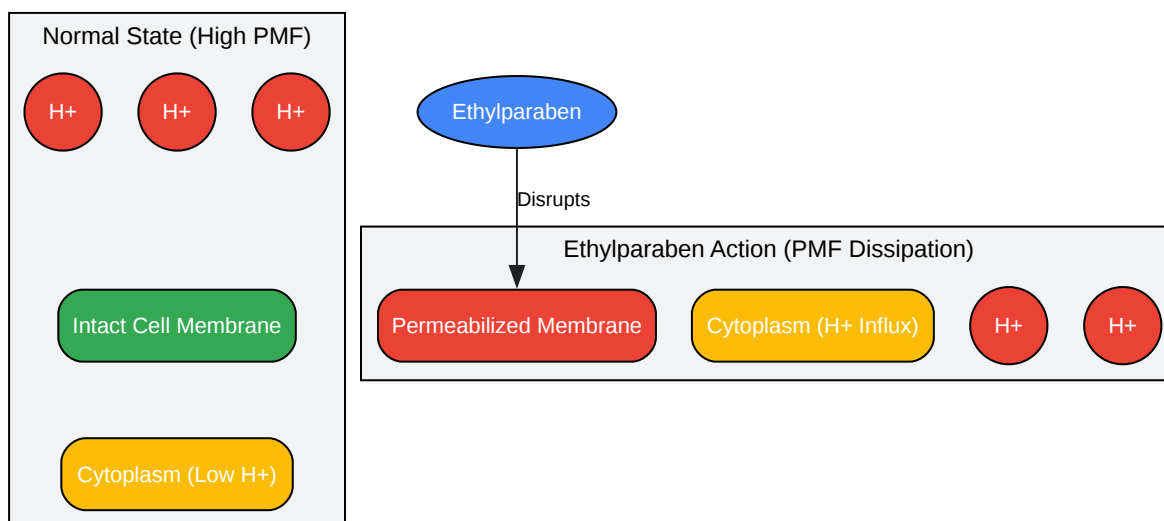 Normal State (High PMF)
H+
H+
H+
Intact Cell Membrane
Cytoplasm (Low H+)
Ethylparaben
Disrupts
Ethylparaben Action (PMF Dissipation)
Permeabilized Membrane
Cytoplasm (H+ Influx)
H+
H+